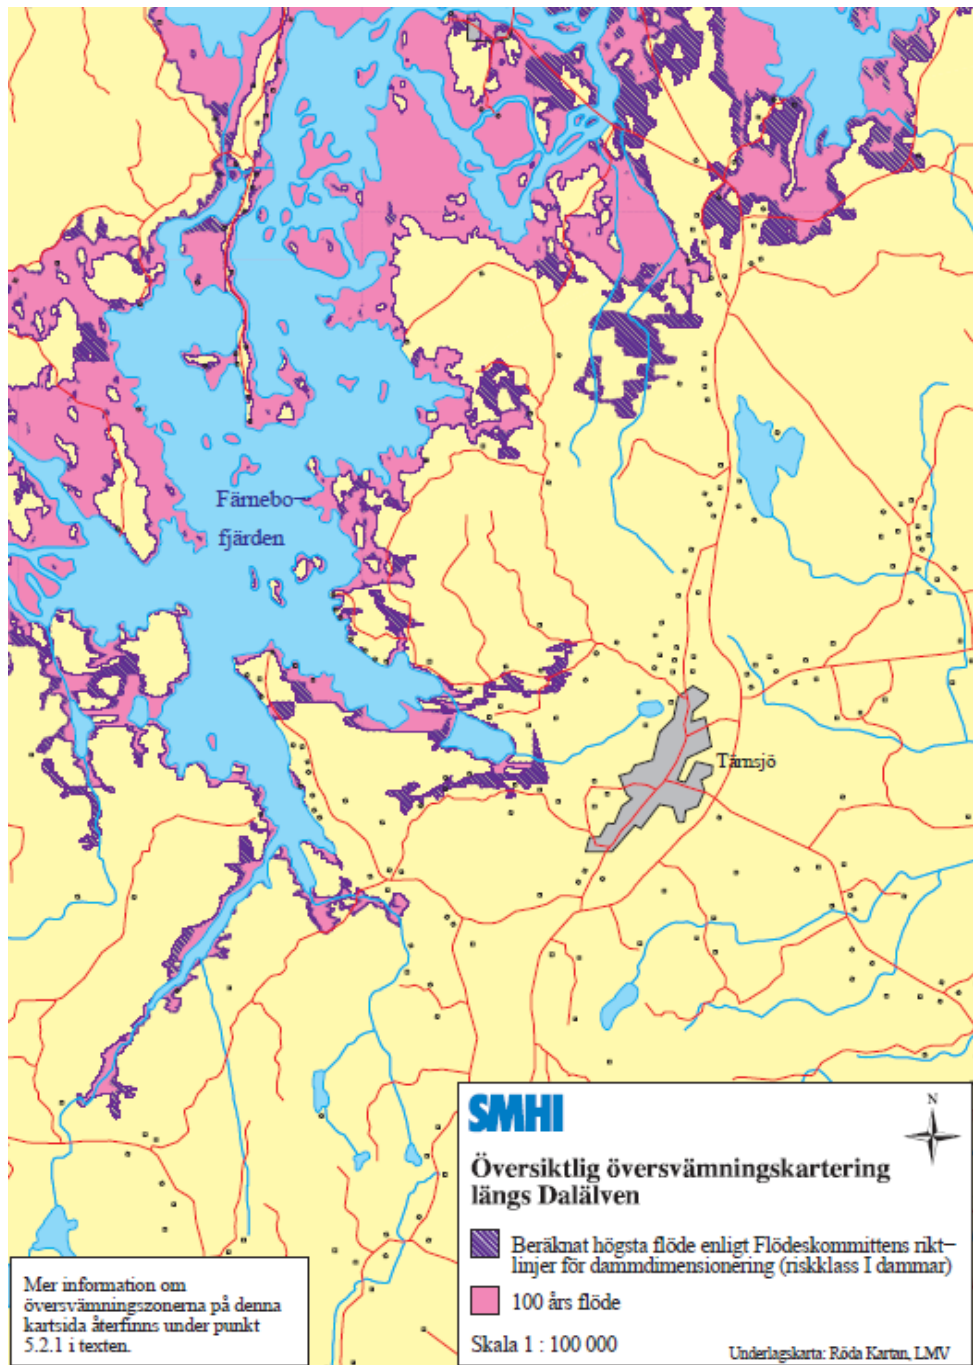 Färnebo–
fjärden
Tärnsjö
N
SMHI
Översiktlig översvämningskartering
längs Dalälven
Beräknat högsta flöde enligt Flödeskommittens rikt–
linjer för dammdimensionering (riskklass I dammar)
100 års flöde
Skala 1 : 100 000
Underlagskarta: Röda Kartan, LMV
Mer information om
översvämningszonerna på denna
kartsida återfinns under punkt
5.2.1 i texten.